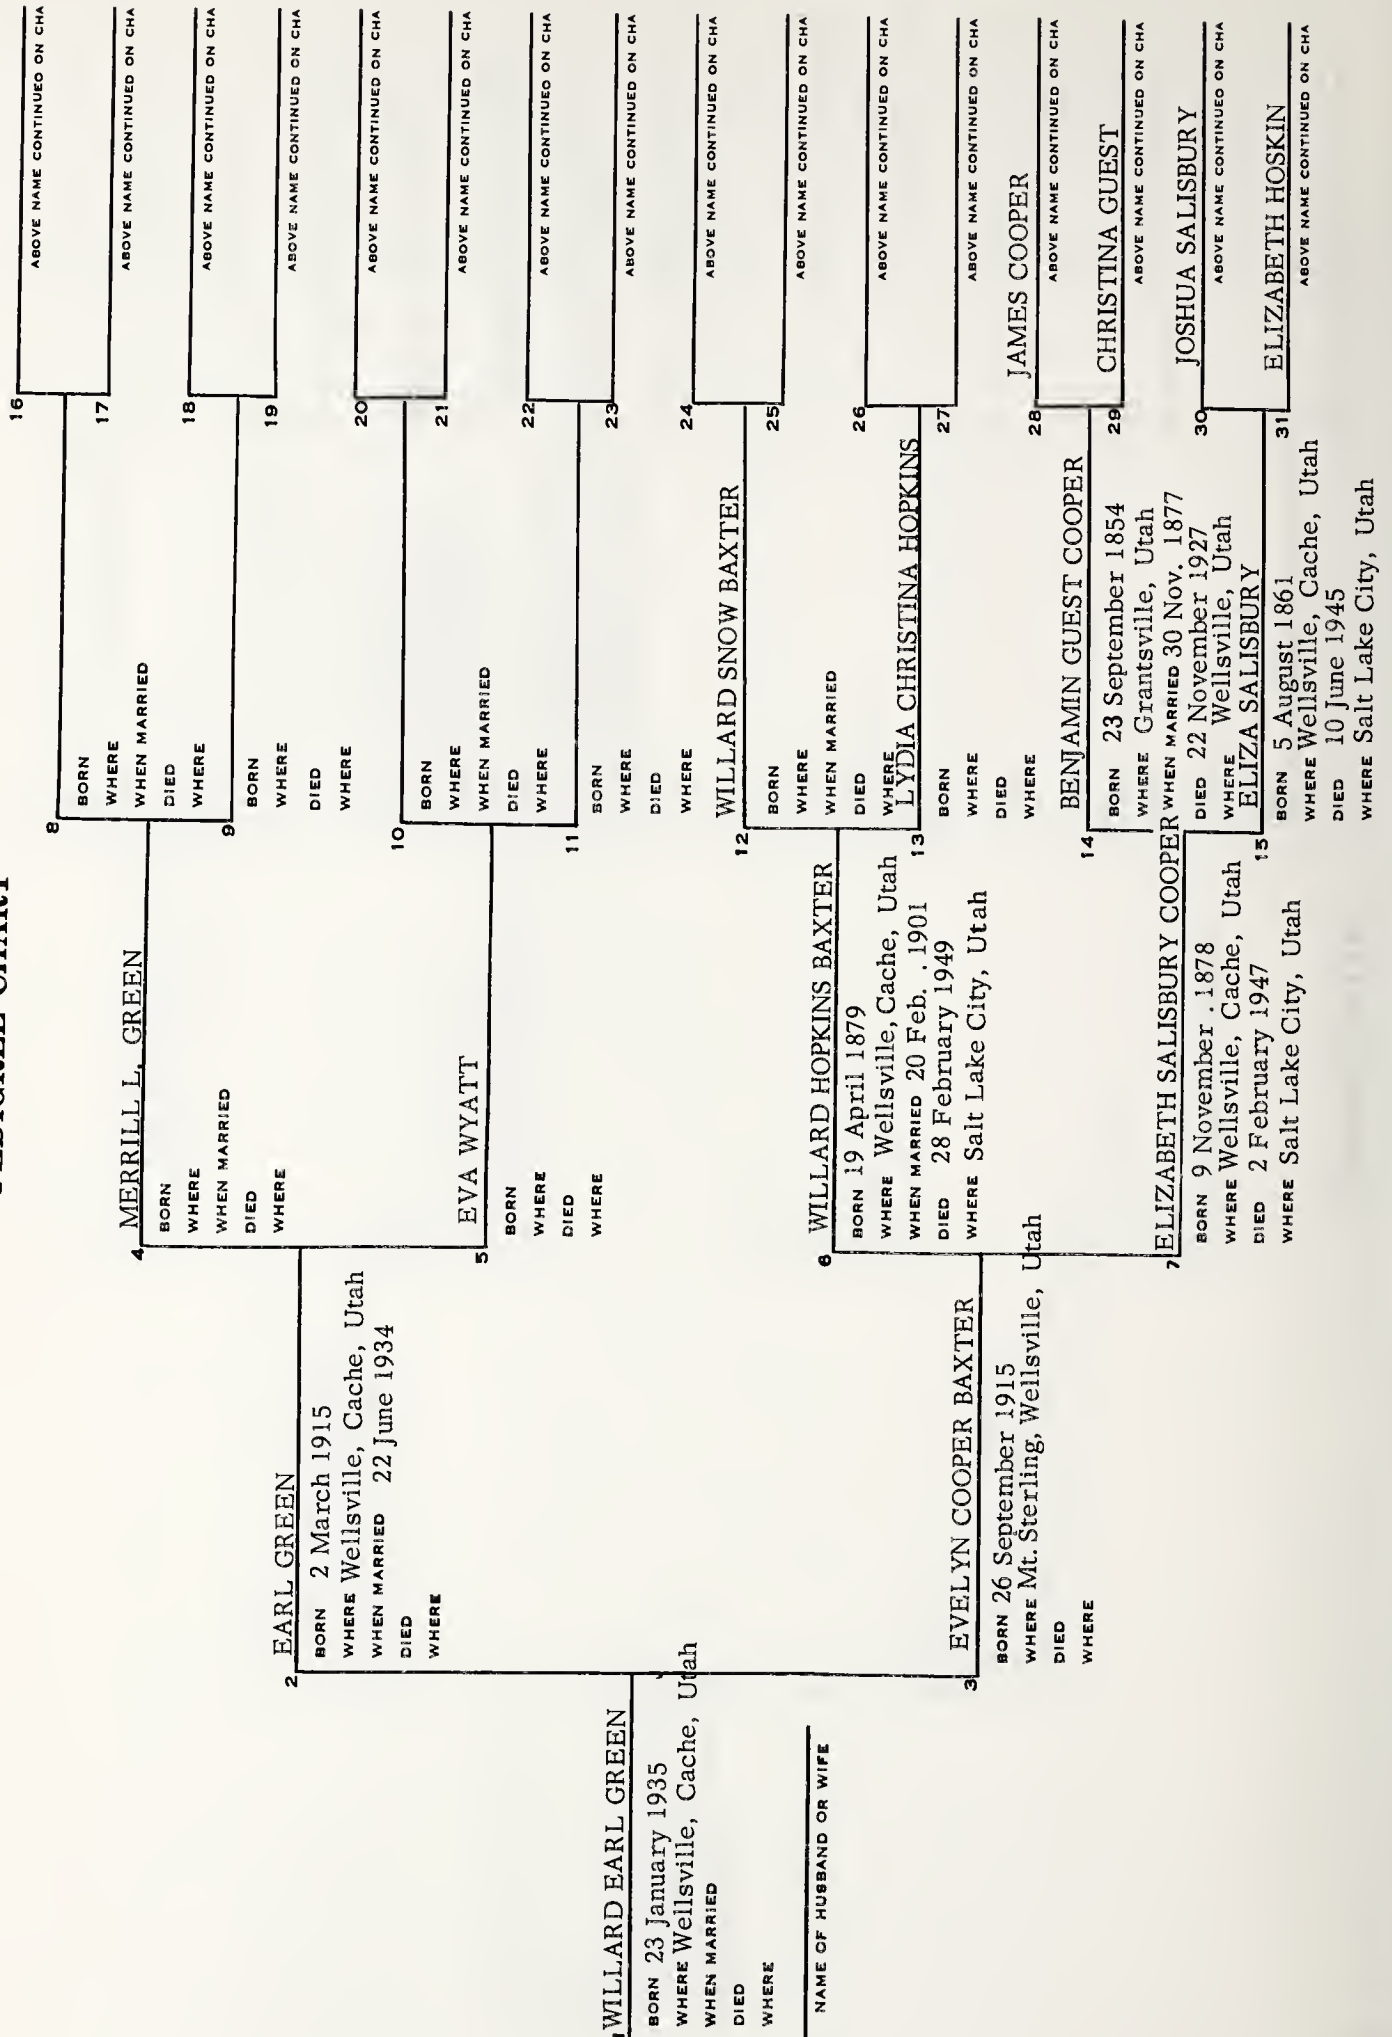 PEDIGREE CHART
WILLARD EARL GREEN
BORN 23 January 1935
WHERE Wellsville, Cache, Utah
WHEN MARRIED
DIED
WHERE
NAME OF HUSBAND OR WIFE
2
EARL GREEN
BORN 2 March 1915
WHERE Wellsville, Cache, Utah
WHEN MARRIED 22 June 1934
DIED
WHERE
3
EVELYN COOPER BAXTER
BORN 26 September 1915
WHERE Mt. Sterling, Wellsville, Utah
DIED
WHERE
4
MERRILL L. GREEN
BORN
WHERE
WHEN MARRIED
DIED
WHERE
5
EVA WYATT
BORN
WHERE
DIED
WHERE
6
WILLARD HOPKINS BAXTER
BORN 19 April 1879
WHERE Wellsville, Cache, Utah
WHEN MARRIED 20 Feb. . 1901
DIED 28 February 1949
WHERE Salt Lake City, Utah
7
ELIZABETH SALISBURY COOPER
BORN 9 November . 1878
WHERE Wellsville, Cache, Utah
DIED 2 February 1947
WHERE Salt Lake City, Utah
8
BORN
WHERE
WHEN MARRIED
DIED
WHERE
9
BORN
WHERE
DIED
WHERE
10
BORN
WHERE
WHEN MARRIED
DIED
WHERE
11
BORN
WHERE
DIED
WHERE
12
WILLARD SNOW BAXTER
BORN
WHERE
WHEN MARRIED
DIED
WHERE
13
LYDIA CHRISTINA HOPKINS
BORN
WHERE
DIED
WHERE
14
BENJAMIN GUEST COOPER
BORN 23 September 1854
WHERE Grantsville, Utah
WHEN MARRIED 30 Nov. 1877
DIED 22 November 1927
WHERE Wellsville, Utah
15
ELIZA SALISBURY
BORN 5 August 1861
WHERE Wellsville, Cache, Utah
DIED 10 June 1945
WHERE Salt Lake City, Utah
16
ABOVE NAME CONTINUED ON CHA
17
ABOVE NAME CONTINUED ON CHA
18
ABOVE NAME CONTINUED ON CHA
19
ABOVE NAME CONTINUED ON CHA
20
ABOVE NAME CONTINUED ON CHA
21
ABOVE NAME CONTINUED ON CHA
22
ABOVE NAME CONTINUED ON CHA
23
ABOVE NAME CONTINUED ON CHA
24
ABOVE NAME CONTINUED ON CHA
25
ABOVE NAME CONTINUED ON CHA
26
ABOVE NAME CONTINUED ON CHA
27
ABOVE NAME CONTINUED ON CHA
28
JAMES COOPER
ABOVE NAME CONTINUED ON CHA
29
CHRISTINA GUEST
ABOVE NAME CONTINUED ON CHA
30
JOSHUA SALISBURY
ABOVE NAME CONTINUED ON CHA
31
ELIZABETH HOSKIN
ABOVE NAME CONTINUED ON CHA